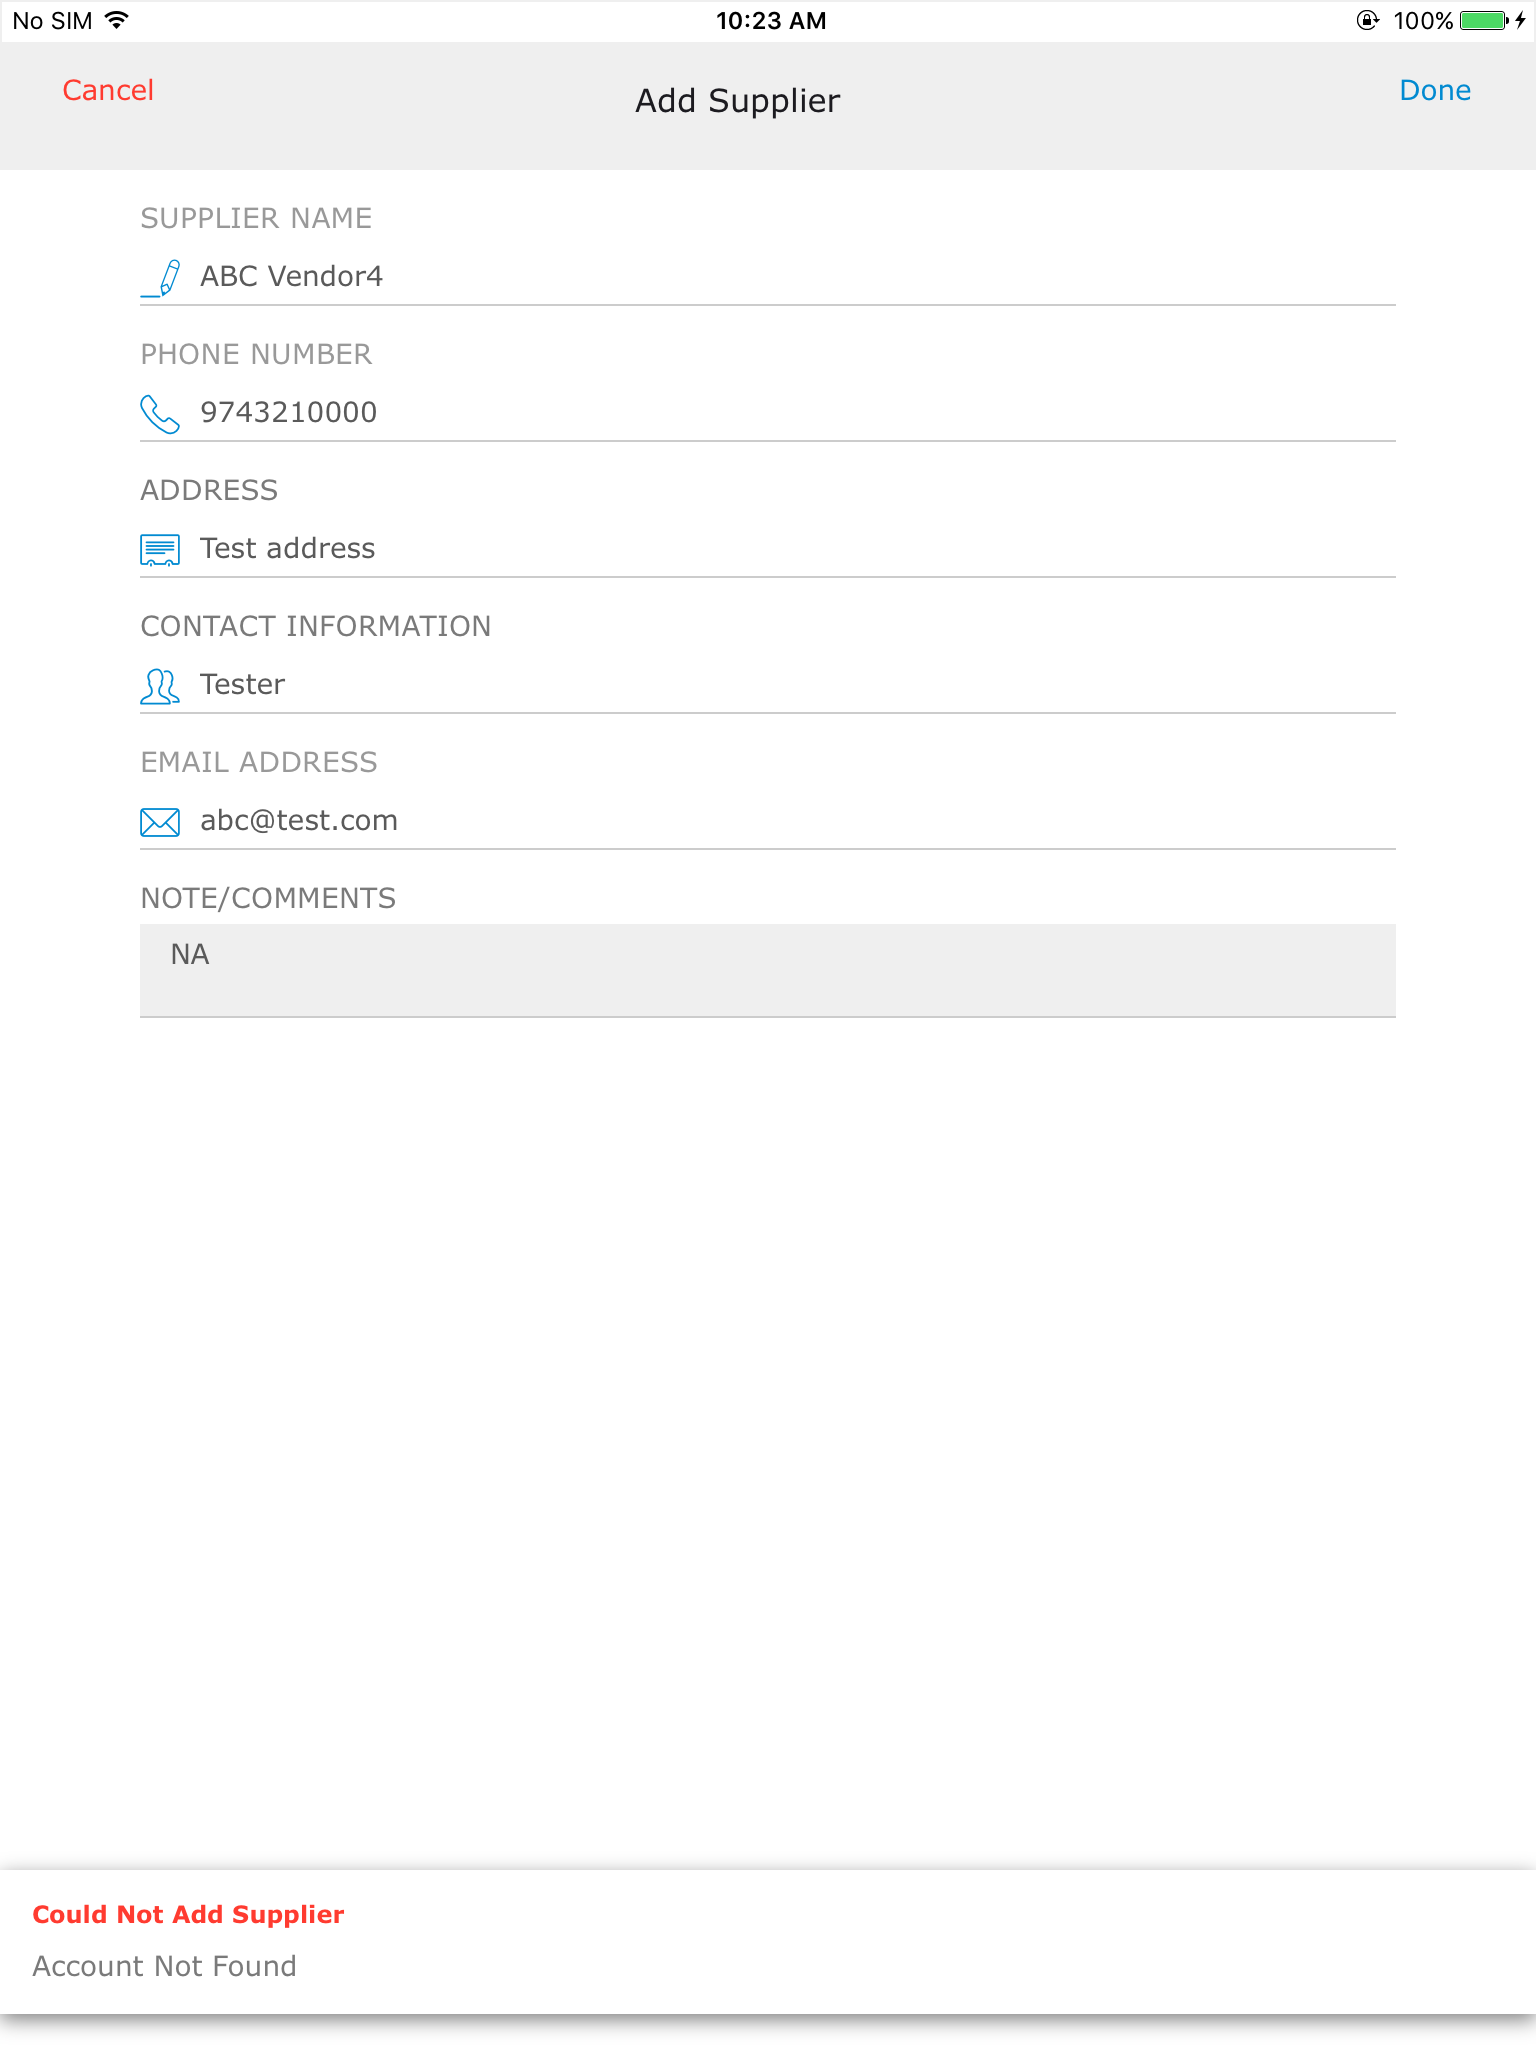 No SIM 10:23 AM 100%
Cancel Add Supplier Done
SUPPLIER NAME
ABC Vendor4
PHONE NUMBER
9743210000
ADDRESS
Test address
CONTACT INFORMATION
Tester
EMAIL ADDRESS
abc@test.com
NOTE/COMMENTS
NA
Could Not Add Supplier
Account Not Found